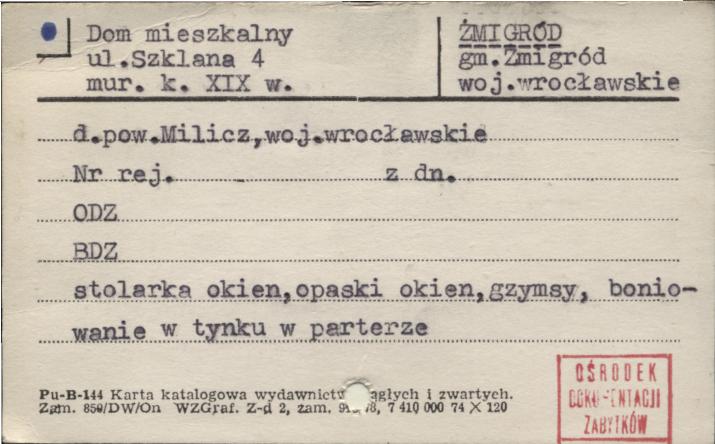 Dom mieszkalny
ul.Szklana 4
mur. k. XIX w.
ŻMIGRÓD
gm.Żmigród
woj.wrocławskie
d.pow.Milicz,woj.wrocławskie
Nr rej. - z dn.
ODZ
BDZ
stolarka okien,opaski okien,gzymsy, bonio-
wanie w tynku w parterze
Pu-B-144 Karta katalogowa wydawnictw i zwartych.
Zam. 850/DW/On WZGraf. Z-d 2, zam. 7 410 000 74 X 120
OŚRODEK
DOKUMENTACJI
ZABYTKÓW